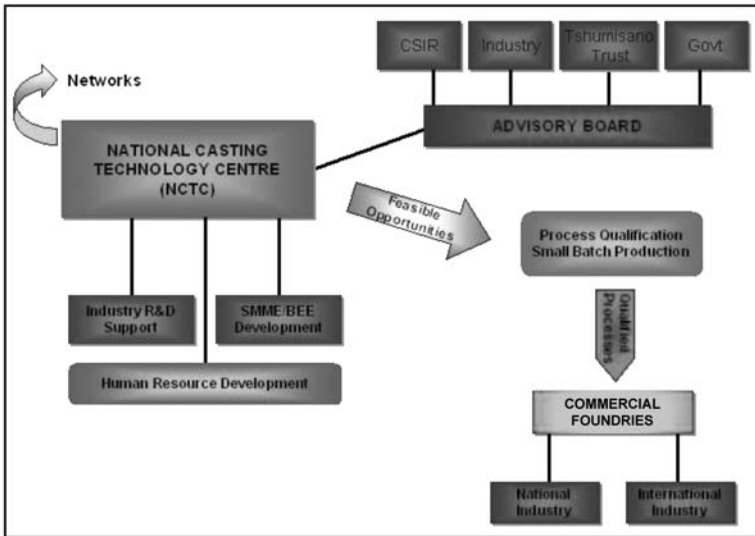 CSIR
Industry
Tshumisano
Trust
Govt.
Networks
ADVISORY BOARD
NATIONAL CASTING
TECHNOLOGY CENTRE
(NCTC)
Feasible
Opportunities
Process Qualification
Small Batch Production
Industry R&D
Support
SMME/BEE
Development
Qualified
Processes
Human Resource Development
COMMERCIAL
FOUNDRIES
National
Industry
International
Industry